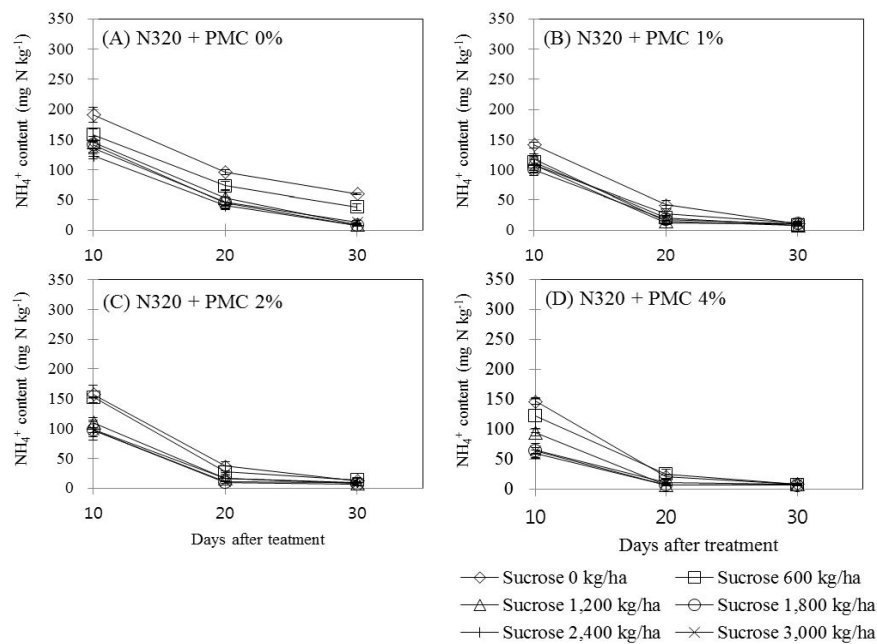 (A) N320 + PMC 0%
NH₄⁺ content (mg N kg⁻¹)
350
300
250
200
150
100
50
0
10
20
30
(B) N320 + PMC 1%
NH₄⁺ content (mg N kg⁻¹)
350
300
250
200
150
100
50
0
10
20
30
(C) N320 + PMC 2%
NH₄⁺ content (mg N kg⁻¹)
350
300
250
200
150
100
50
0
10
20
30
Days after teatment
(D) N320 + PMC 4%
NH₄⁺ content (mg N kg⁻¹)
350
300
250
200
150
100
50
0
10
20
30
Days after treatment
Sucrose 0 kg/ha
Sucrose 600 kg/ha
Sucrose 1,200 kg/ha
Sucrose 1,800 kg/ha
Sucrose 2,400 kg/ha
Sucrose 3,000 kg/ha